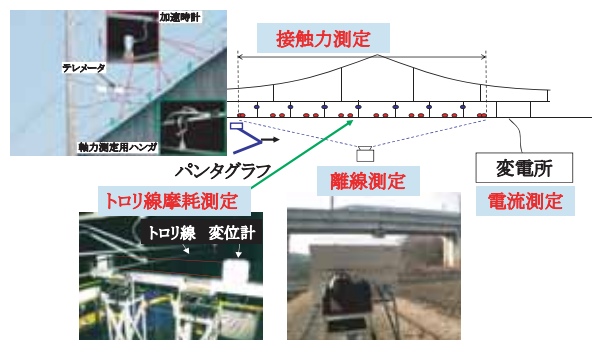 加速時計
テレメータ
軸力測定用ハンガ
接触力測定
パンタグラフ
離線測定
変電所
電流測定
トロリ線摩耗測定
トロリ線 変位計